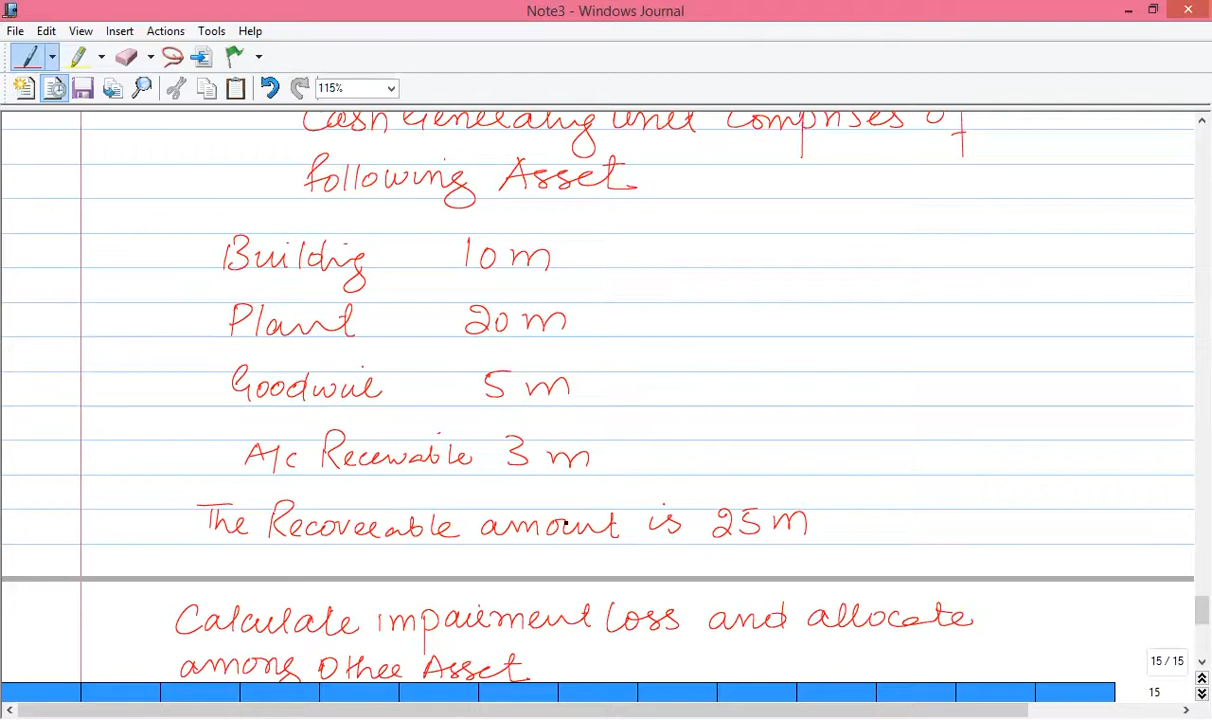 Note3 - Windows Journal
File Edit View Insert Actions Tools Help
115%
Cash Generating Unit Comprises of
following Asset
Building 10 m
Plant 20 m
Goodwill 5 m
A/c Receivable 3 m
The Recoverable amount is 25 m
Calculate impairment loss and allocate
among Other Asset
15 / 15
15